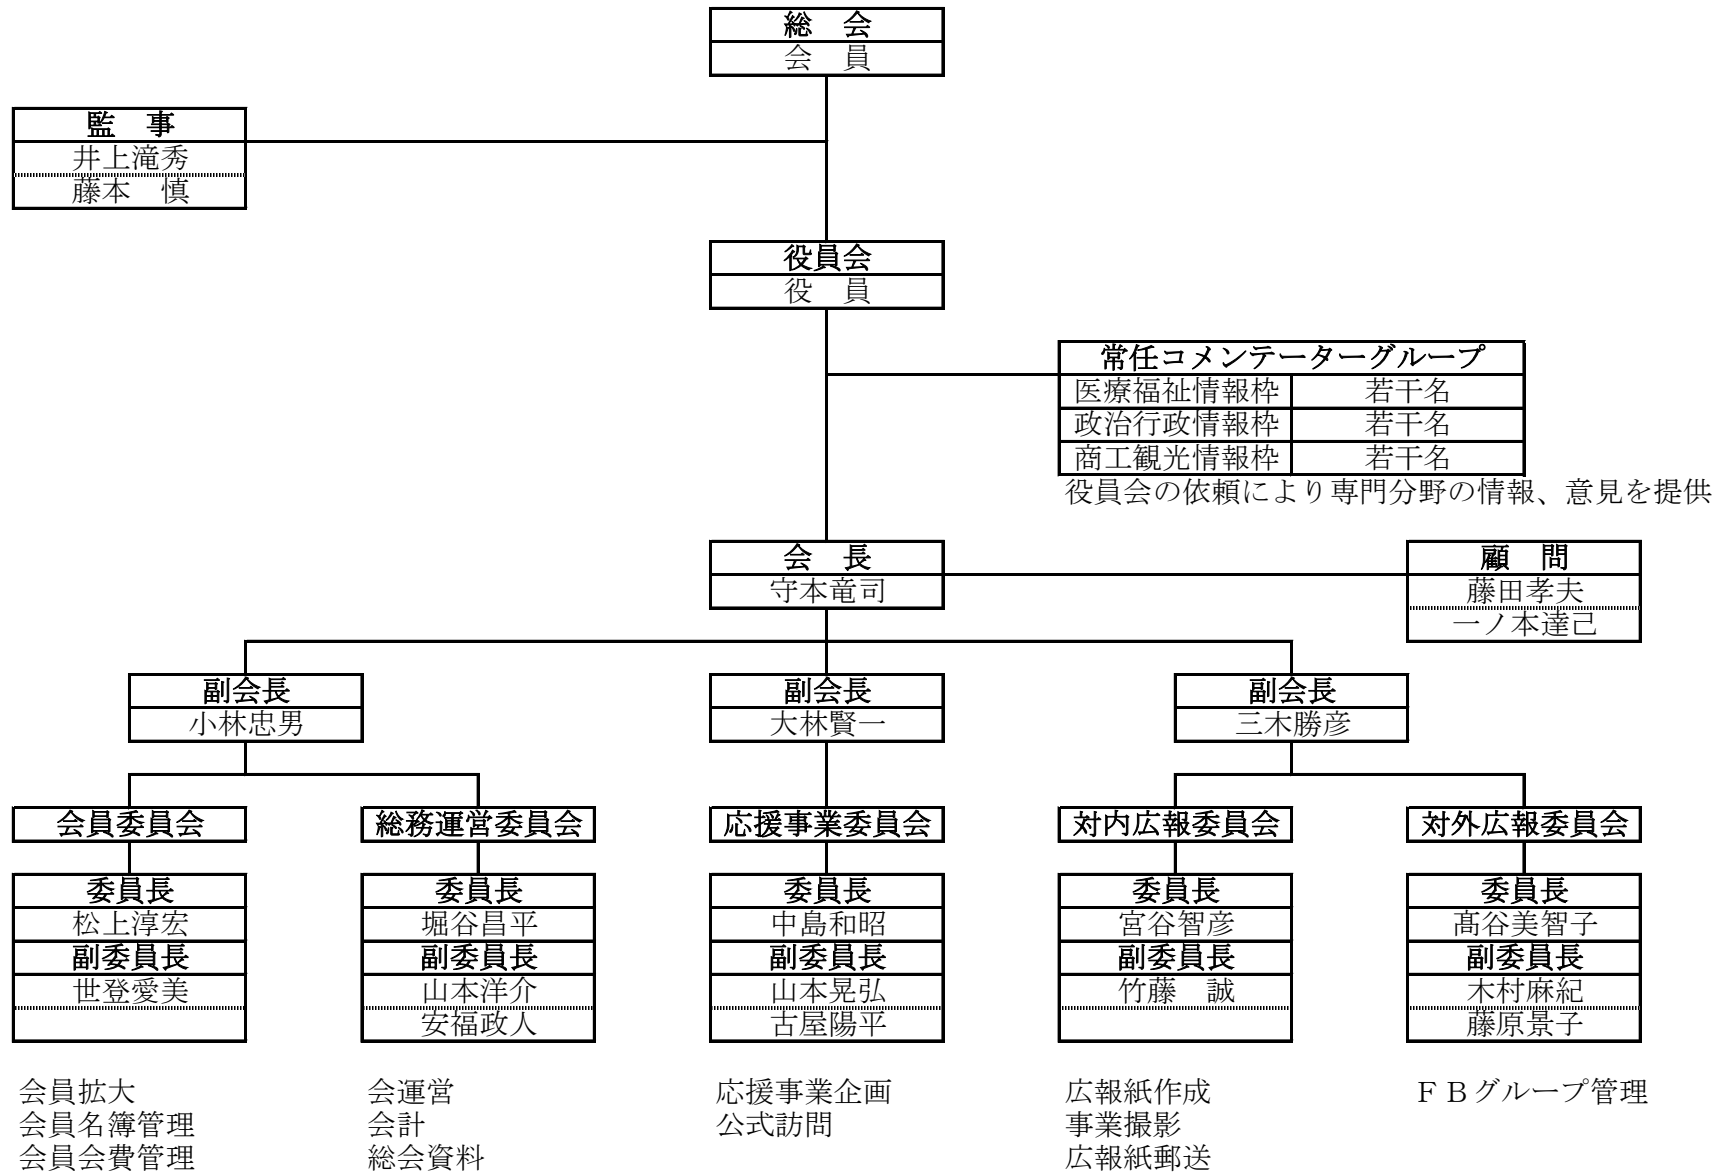 総　会
会　員
監　事
井上滝秀
藤本　慎
役員会
役　員
常任コメンテーターグループ
医療福祉情報枠　若干名
政治行政情報枠　若干名
商工観光情報枠　若干名
役員会の依頼により専門分野の情報、意見を提供
会　長
守本竜司
顧　問
藤田孝夫
一ノ本達己
副会長
小林忠男
副会長
大林賢一
副会長
三木勝彦
会員委員会
委員長
松上淳宏
副委員長
世登愛美
会員拡大
会員名簿管理
会員会費管理
総務運営委員会
委員長
堀谷昌平
副委員長
山本洋介
安福政人
会運営
会計
総会資料
応援事業委員会
委員長
中島和昭
副委員長
山本晃弘
古屋陽平
応援事業企画
公式訪問
対内広報委員会
委員長
宮谷智彦
副委員長
竹藤　誠
広報紙作成
事業撮影
広報紙郵送
対外広報委員会
委員長
髙谷美智子
副委員長
木村麻紀
藤原景子
ＦＢグループ管理